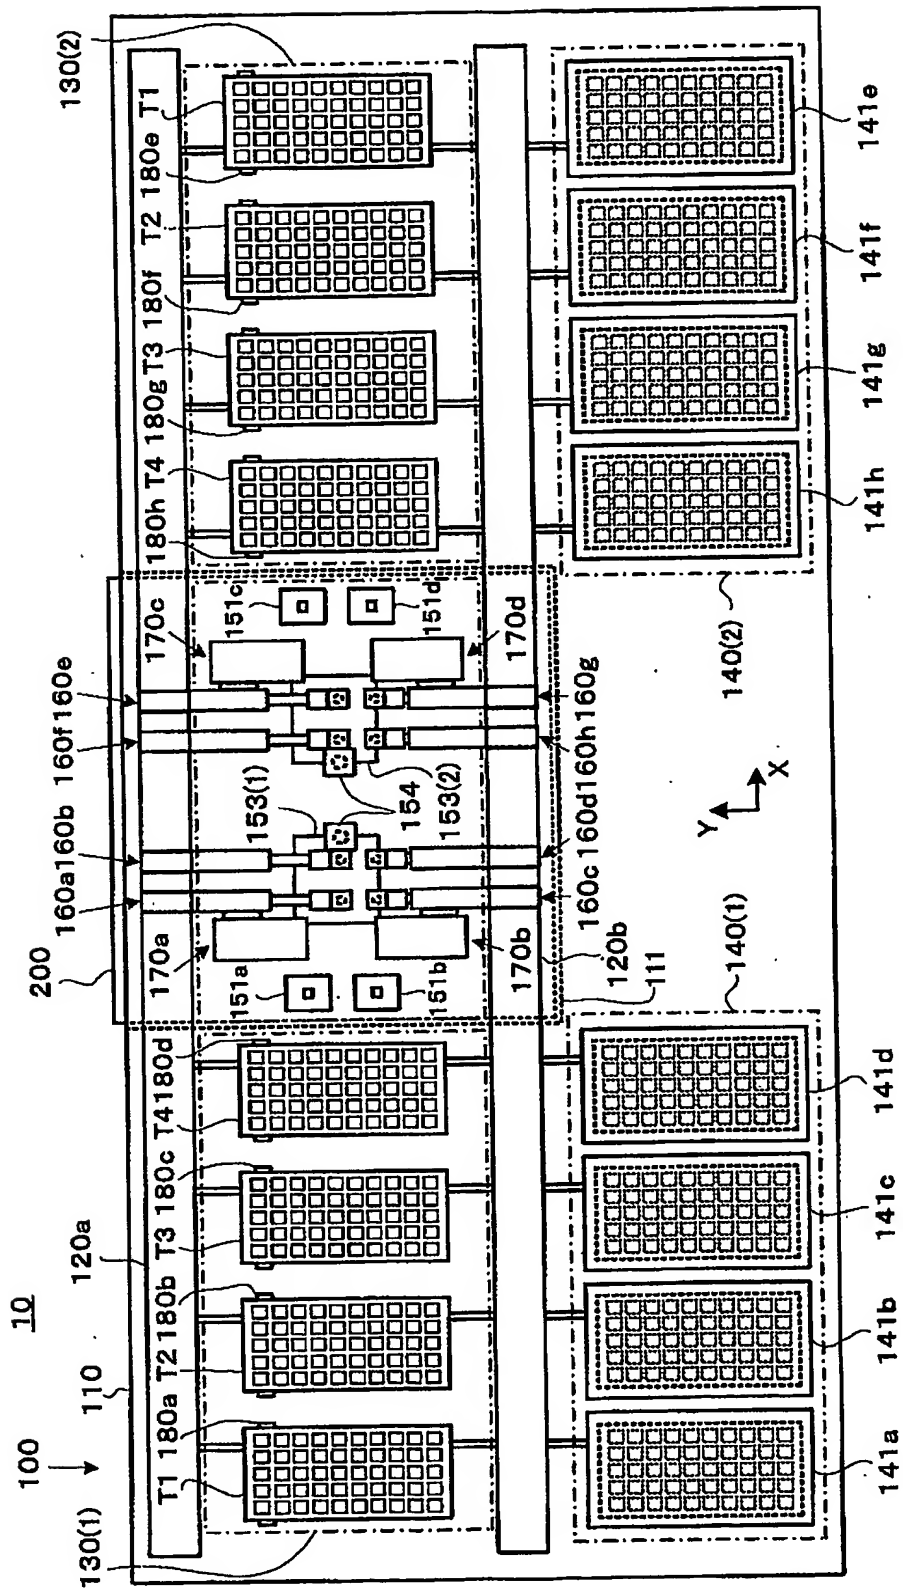 10
100
110
120a
200
130(1)
T1
180a
T2
180b
T3
180c
T4
180d
170a
160a
160b
160f
160e
170c
180h
T4
180g
T3
180f
T2
180e
T1
130(2)
151a
151b
153(1)
154
153(2)
151c
151d
170b
120b
111
160c
160d
160h
160g
170d
Y
X
140(1)
140(2)
141a
141b
141c
141d
141h
141g
141f
141e